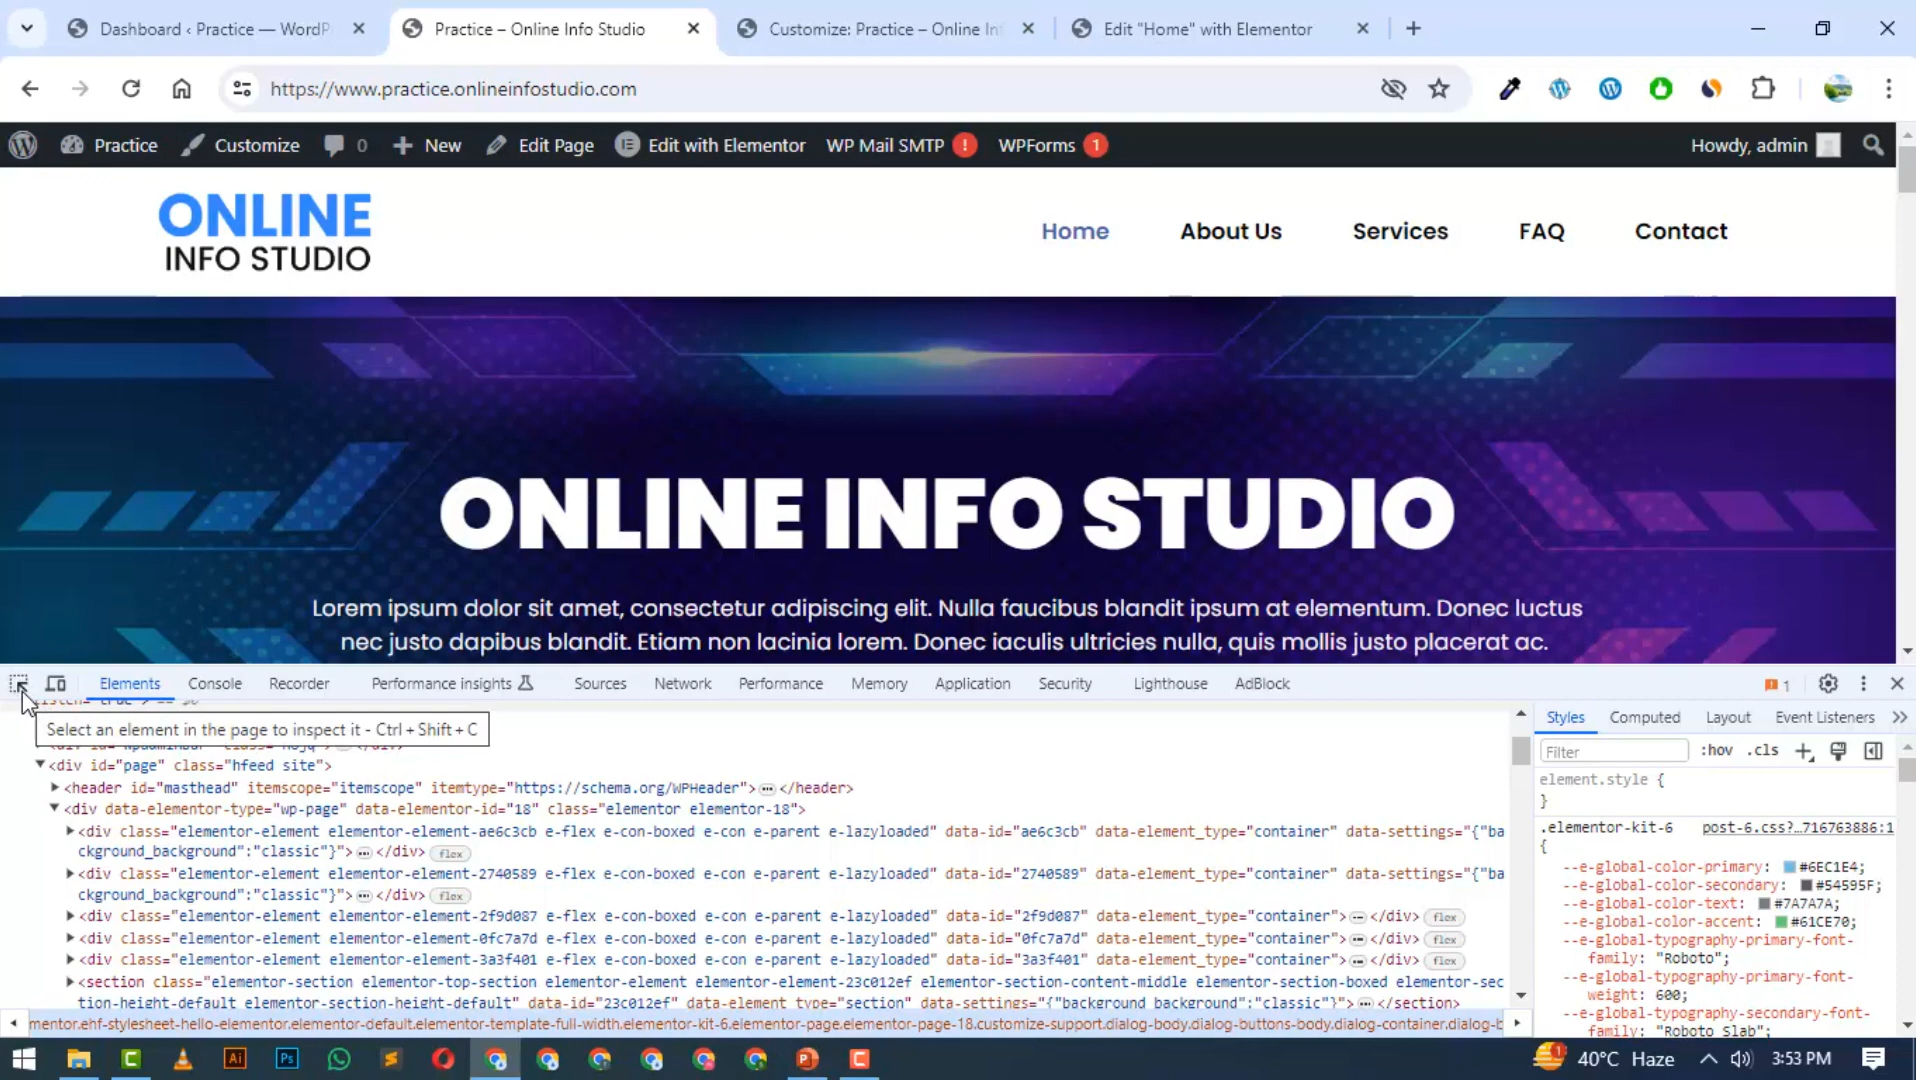 Dashboard ‹ Practice — WordP
Practice – Online Info Studio
Customize: Practice – Online In
Edit "Home" with Elementor
https://www.practice.onlineinfostudio.com
Practice
Customize
0
New
Edit Page
Edit with Elementor
WP Mail SMTP
!
WPForms
1
Howdy, admin
ONLINE
INFO STUDIO
Home
About Us
Services
FAQ
Contact
ONLINE INFO STUDIO
Lorem ipsum dolor sit amet, consectetur adipiscing elit. Nulla faucibus blandit ipsum at elementum. Donec luctus
nec justo dapibus blandit. Etiam non lacinia lorem. Donec iaculis ultricies nulla, quis mollis justo placerat ac.
Elements
Console
Recorder
Performance insights
Sources
Network
Performance
Memory
Application
Security
Lighthouse
AdBlock
1
Select an element in the page to inspect it - Ctrl + Shift + C
<div id="page" class="hfeed site">
<header id="masthead" itemscope="itemscope" itemtype="https://schema.org/WPHeader">…</header>
<div data-elementor-type="wp-page" data-elementor-id="18" class="elementor elementor-18">
<div class="elementor-element elementor-element-ae6c3cb e-flex e-con-boxed e-con e-parent e-lazyloaded" data-id="ae6c3cb" data-element_type="container" data-settings="{"ba
ckground_background":"classic"}">…</div> flex
<div class="elementor-element elementor-element-2740589 e-flex e-con-boxed e-con e-parent e-lazyloaded" data-id="2740589" data-element_type="container" data-settings="{"ba
ckground_background":"classic"}">…</div> flex
<div class="elementor-element elementor-element-2f9d087 e-flex e-con-boxed e-con e-parent e-lazyloaded" data-id="2f9d087" data-element_type="container">…</div> flex
<div class="elementor-element elementor-element-0fc7a7d e-flex e-con-boxed e-con e-parent e-lazyloaded" data-id="0fc7a7d" data-element_type="container">…</div> flex
<div class="elementor-element elementor-element-3a3f401 e-flex e-con-boxed e-con e-parent e-lazyloaded" data-id="3a3f401" data-element_type="container">…</div> flex
<section class="elementor-section elementor-top-section elementor-element elementor-element-23c012ef elementor-section-content-middle elementor-section-boxed elementor-sec
tion-height-default elementor-section-height-default" data-id="23c012ef" data-element_type="section" data-settings="{"background_background":"classic"}">…</section>
mentor.ehf-stylesheet-hello-elementor.elementor-default.elementor-template-full-width.elementor-kit-6.elementor-page.elementor-page-18.customize-support.dialog-body.dialog-buttons-body.dialog-container.dialog-b
Styles
Computed
Layout
Event Listeners
Filter
:hov
.cls
element.style {
}
.elementor-kit-6 post-6.css?…716763886:1
{
--e-global-color-primary: #6EC1E4;
--e-global-color-secondary: #54595F;
--e-global-color-text: #7A7A7A;
--e-global-color-accent: #61CE70;
--e-global-typography-primary-font-
family: "Roboto";
--e-global-typography-primary-font-
weight: 600;
--e-global-typography-secondary-font-
family: "Roboto Slab";
Ai
Ps
1
40°C Haze
3:53 PM